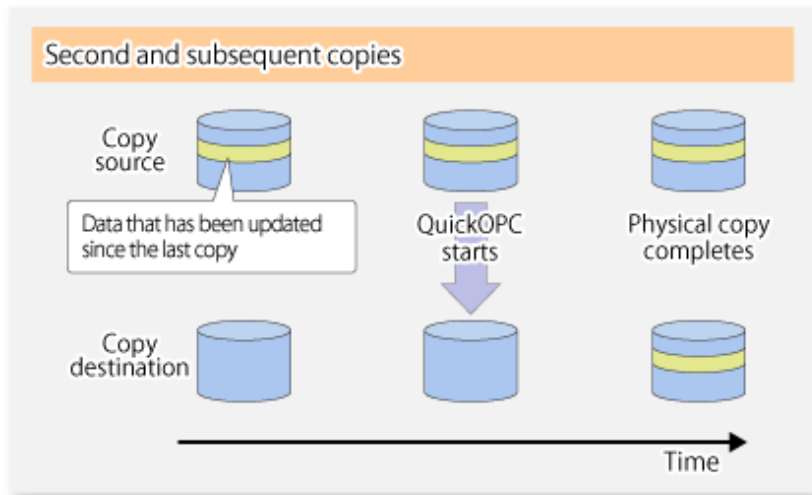 Second and subsequent copies
Copy
source
Data that has been updated
since the last copy
QuickOPC
starts
Physical copy
completes
Copy
destination
Time